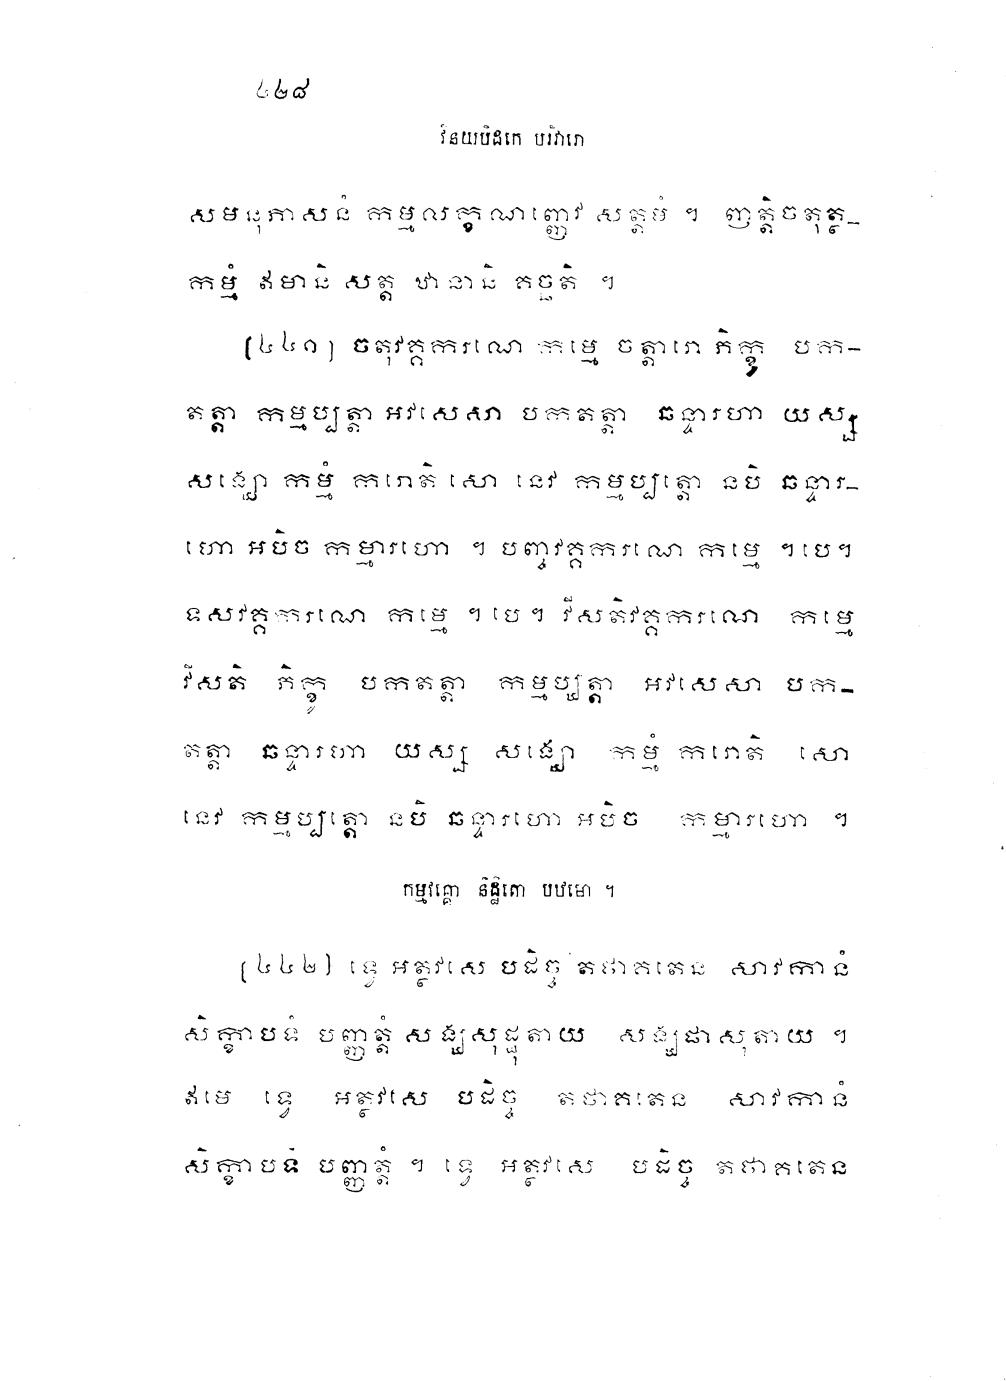 ៤២៨
វិនយបិដកេ បរិវារោ
សមនុភាសនំ កម្មលក្ខណញ្ញេវ សត្តមំ ។ ញត្តិចតុត្ថ-
កម្មំ ឥមានិ សត្ត ឋានានិ គច្ឆតិ ។
(៤៤១) ចតុវគ្គករណេ កម្មេ ចត្តារោ ភិក្ខូ បក-
តត្តា កម្មប្បត្តា អវសេសា បកតត្តា ឆន្ទារហា យស្ស
សង្ឃោ កម្មំ ករោតិ សោ នេវ កម្មប្បត្តោ នបិ ឆន្ទារ-
ហោ អបិច កម្មារហោ ។ បញ្ចវគ្គករណេ កម្មេ ។បេ។
ទសវគ្គករណេ កម្មេ ។បេ។ វីសតិវគ្គករណេ កម្មេ
វីសតិ ភិក្ខូ បកតត្តា កម្មប្បត្តា អវសេសា បក-
តត្តា ឆន្ទារហា យស្ស សង្ឃោ កម្មំ ករោតិ សោ
នេវ កម្មប្បត្តោ នបិ ឆន្ទារហោ អបិច កម្មារហោ ។
កម្មវគ្គោ និដ្ឋិតោ បឋមោ ។
(៤៤២) ទ្វេ អត្ថវសេ បដិច្ច តថាគតេន សាវកានំ
សិក្ខាបទំ បញ្ញត្តំ សង្ឃសុដ្ឋុតាយ សង្ឃផាសុតាយ ។
ឥមេ ទ្វេ អត្ថវសេ បដិច្ច តថាគតេន សាវកានំ
សិក្ខាបទំ បញ្ញត្តំ ។ ទ្វេ អត្ថវសេ បដិច្ច តថាគតេន